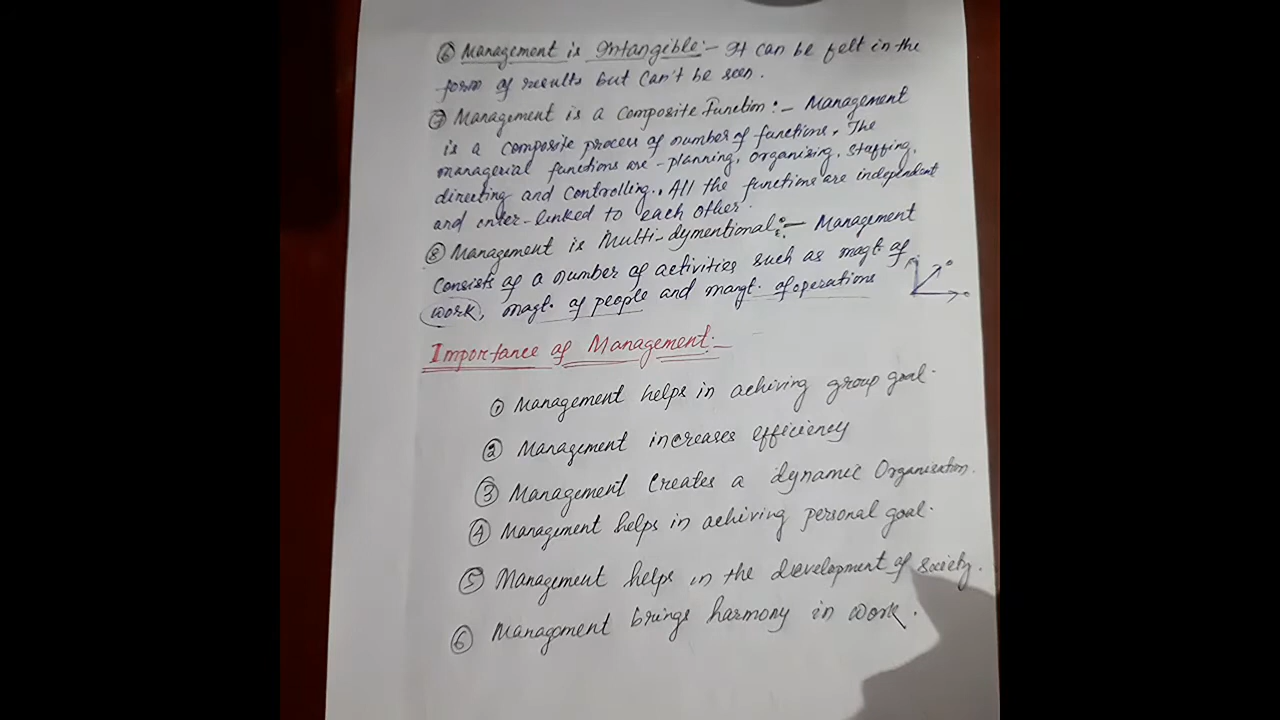 ⑥ Management is Intangible:- It can be felt in the
form of results but can't be seen.
⑦ Management is a Composite Function:- Management
is a composite process of number of functions. The
managerial functions are - planning, organising, staffing,
directing and controlling. All the functions are independent
and inter-linked to each other.
⑧ Management is Multi-dymentional:- Management
Consists of a number of activities such as magt. of
work, magt. of people and mangt. of operations
Importance of Management:-
① Management helps in achiving group goal.
② Management increases efficiency
③ Management Creates a dynamic Organisation.
④ Management helps in achiving personal goal.
⑤ Management helps in the development of society.
⑥ Management brings harmony in work.